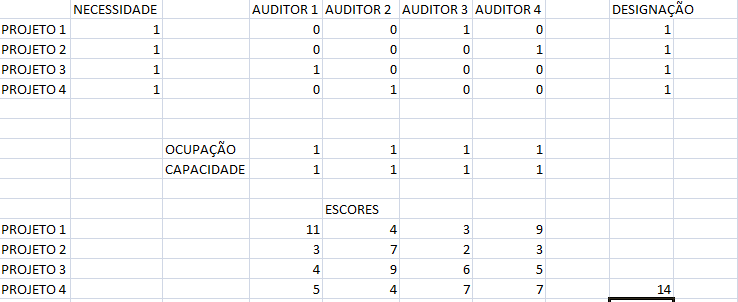 NECESSIDADE AUDITOR 1 AUDITOR 2 AUDITOR 3 AUDITOR 4 DESIGNAÇÃO
PROJETO 1 1 0 0 1 0 1
PROJETO 2 1 0 0 0 1 1
PROJETO 3 1 1 0 0 0 1
PROJETO 4 1 0 1 0 0 1
OCUPAÇÃO 1 1 1 1
CAPACIDADE 1 1 1 1
ESCORES
PROJETO 1 11 4 3 9
PROJETO 2 3 7 2 3
PROJETO 3 4 9 6 5
PROJETO 4 5 4 7 7 14